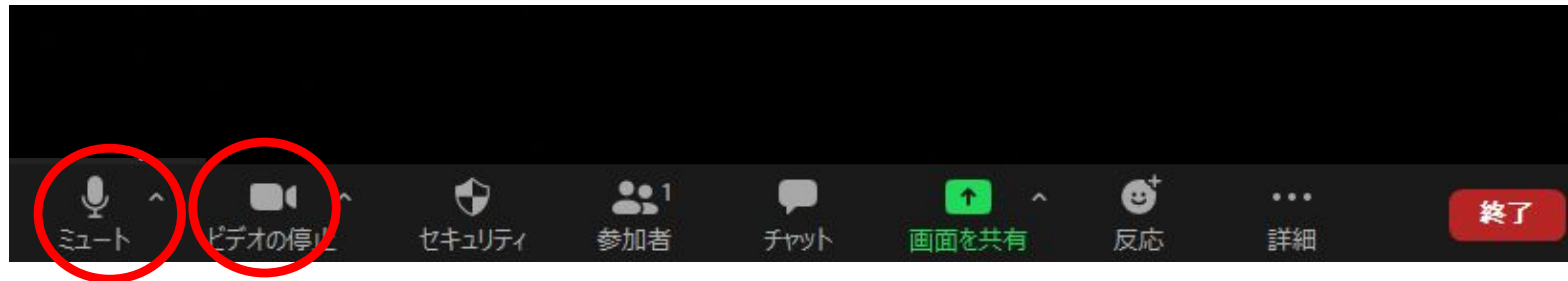 ミュート
ビデオの停止
セキュリティ
参加者
1
チャット
画面を共有
反応
詳細
終了